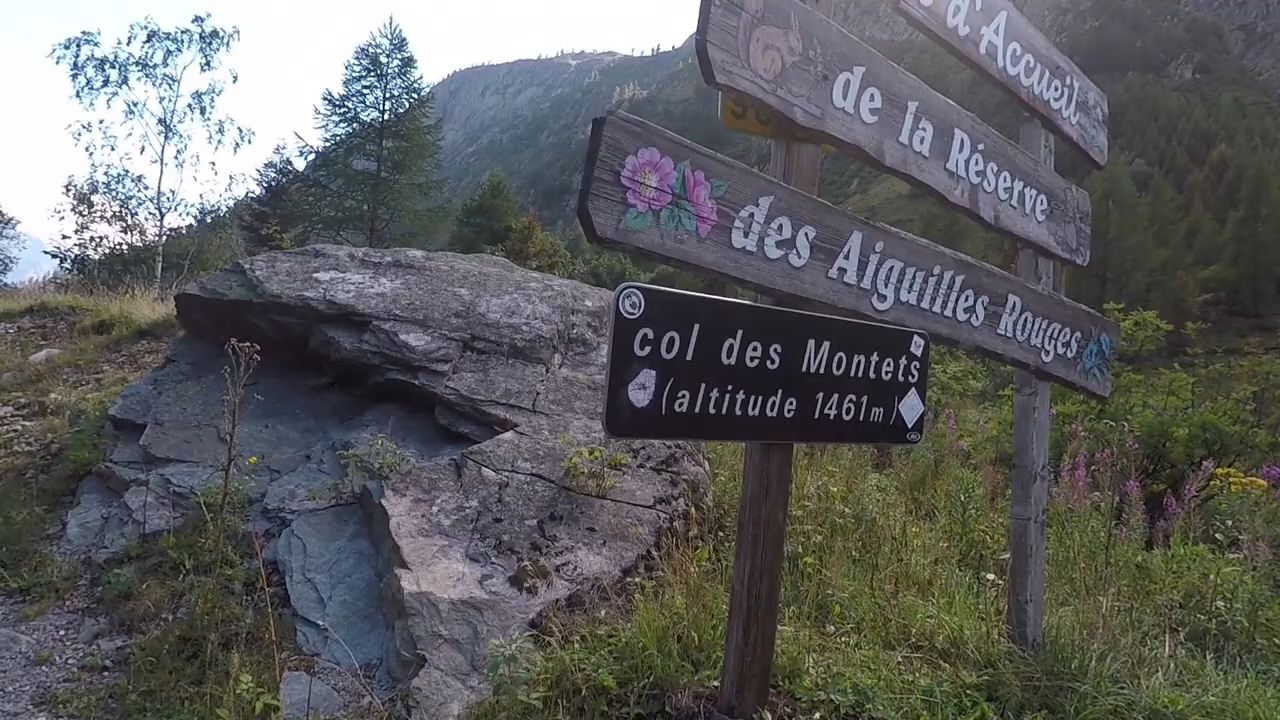 d'Accueil
de la Réserve
des Aiguilles Rouges
col des Montets
(altitude 1461m)